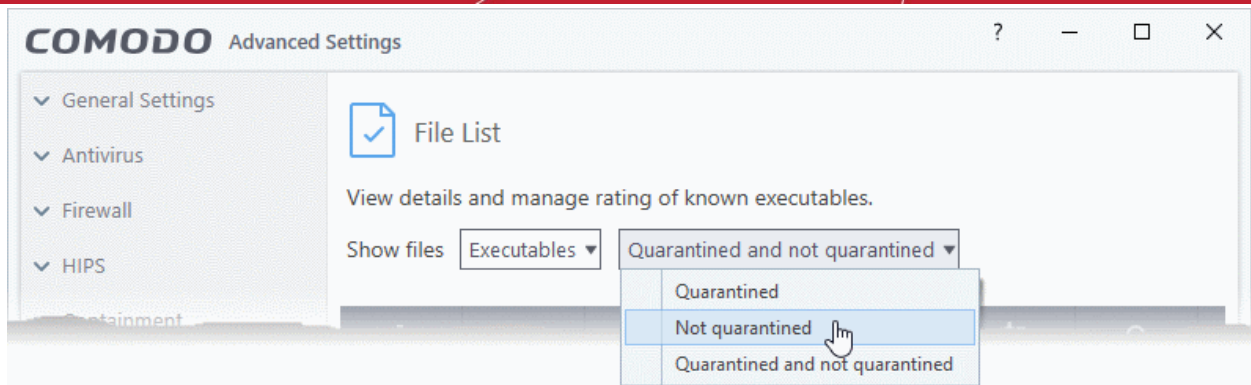 COMODO Advanced Settings ?
General Settings
Antivirus
Firewall
HIPS
Containment
File List
View details and manage rating of known executables.
Show files Executables Quarantined and not quarantined
Quarantined
Not quarantined
Quarantined and not quarantined